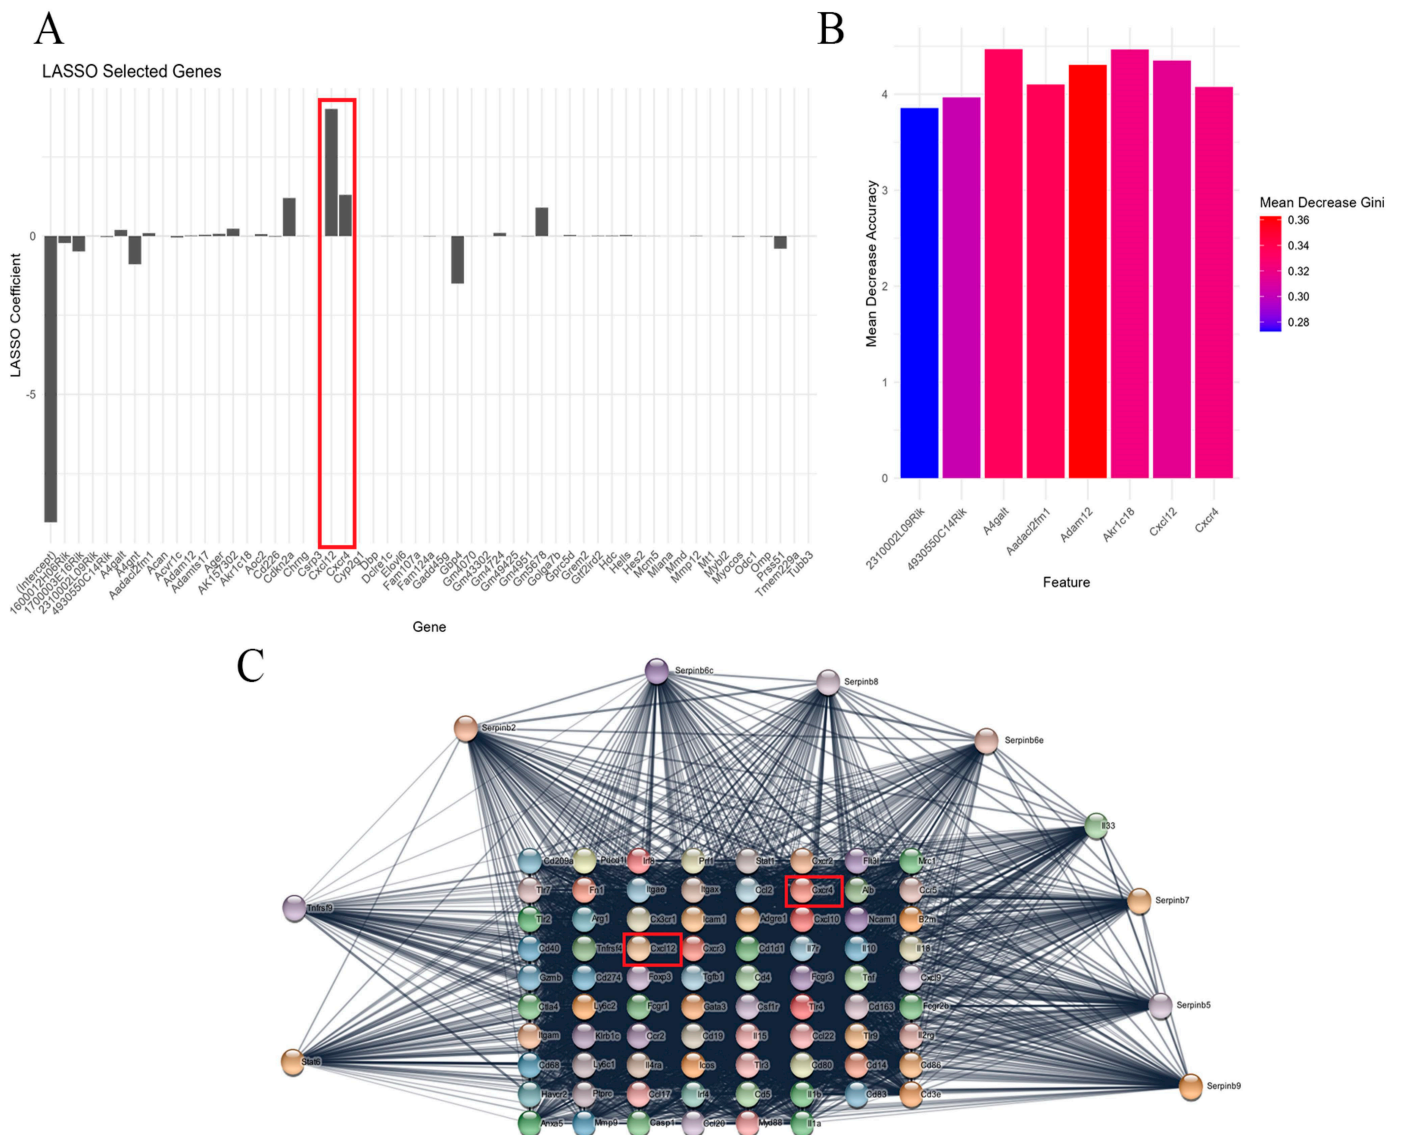 A
LASSO Selected Genes
LASSO Coefficient
0
-5
(Intercept)
1600012L06Rik
1700003E16Rik
2310002L09Rik
4930550C14Rik
A4galt
A4gnt
Aadacl2fm1
Acan
Acvr1c
Adam12
Adamts17
Ager
AK157302
Akr1c18
Aoc2
Cd226
Cdkn2a
Chrng
Csrp3
Cxcl12
Cxcr4
Cyp2g1
Dbp
Dclre1c
Elovl6
Fam107a
Fam124a
Gadd45g
Gbp4
Gm4070
Gm43302
Gm4724
Gm49425
Gm4951
Gm5678
Golga7b
Gprc5d
Grem2
Gtf2ird2
Hdc
Hells
Hes2
Mcm5
Mlana
Mmd
Mmp12
Mt1
Mybl2
Myocos
Odc1
Omp
Prss51
Tmem229a
Tubb3
Gene
B
Mean Decrease Accuracy
4
3
2
1
0
2310002L09Rik
4930550C14Rik
A4galt
Aadacl2fm1
Adam12
Akr1c18
Cxcl12
Cxcr4
Feature
Mean Decrease Gini
0.36
0.34
0.32
0.30
0.28
C
Serpinb6c
Serpinb8
Serpinb2
Serpinb6e
Il33
Serpinb7
Tnfrsf9
Serpinb5
Stat6
Serpinb9
Cd209a Pdcd1l Irf8 Prf1 Stat1 Cxcr2 Flt3l Mrc1
Tlr7 Fn1 Itgae Itgax Ccl2 Cxcr4 Alb Ccr5
Tlr2 Arg1 Cx3cr1 Icam1 Adgre1 Cxcl10 Ncam1 B2m
Cd40 Tnfrsf4 Cxcl12 Cxcr3 Cd1d1 Il7r Il10 Il18
Gzmb Cd274 Foxp3 Tgfb1 Cd4 Fcgr3 Tnf Cxcl9
Ctla4 Ly6c2 Fcgr1 Gata3 Csf1r Tlr4 Cd163 Fcgr2b
Itgam Klrb1c Ccr2 Cd19 Il15 Ccl22 Tlr9 Il2rg
Cd68 Ly6c1 Il4ra Icos Tlr3 Cd80 Cd14 Cd86
Havcr2 Ptprc Ccl17 Irf4 Cd5 Il1b Cd83 Cd3e
Anxa5 Mmp9 Casp1 Ccl20 Myd88 Il1a